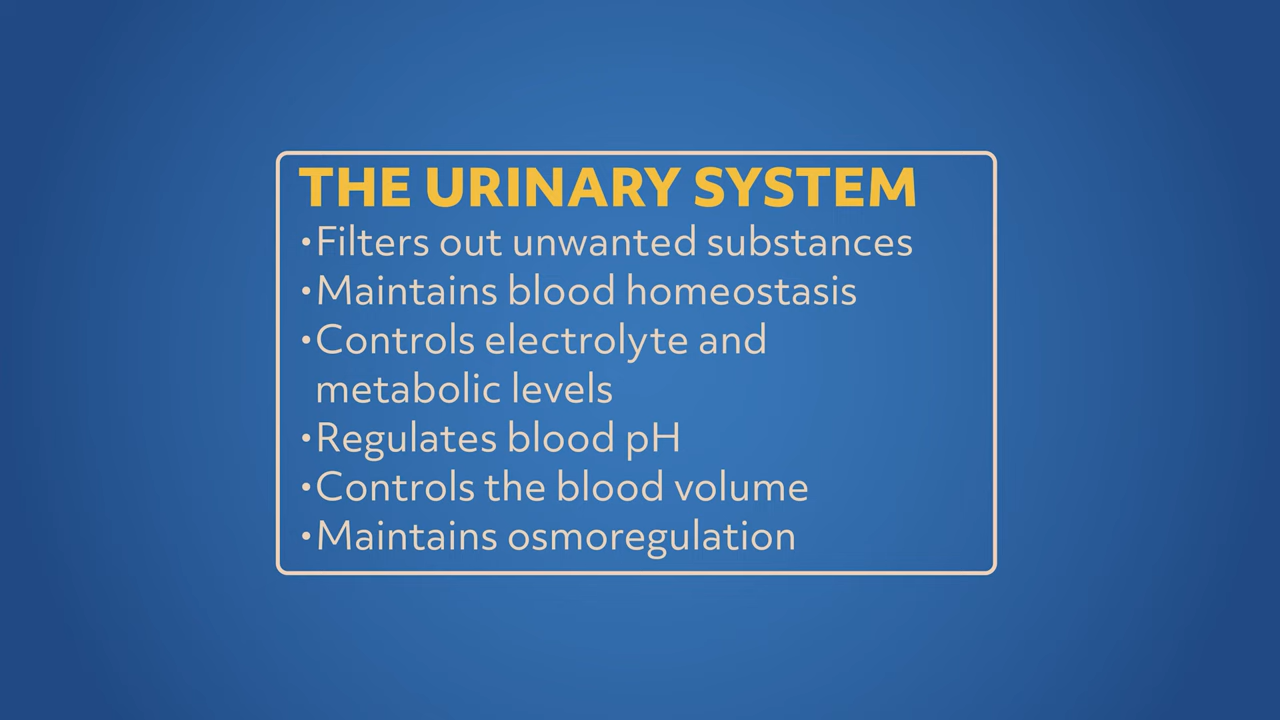 THE URINARY SYSTEM
•Filters out unwanted substances
•Maintains blood homeostasis
•Controls electrolyte and
metabolic levels
•Regulates blood pH
•Controls the blood volume
•Maintains osmoregulation